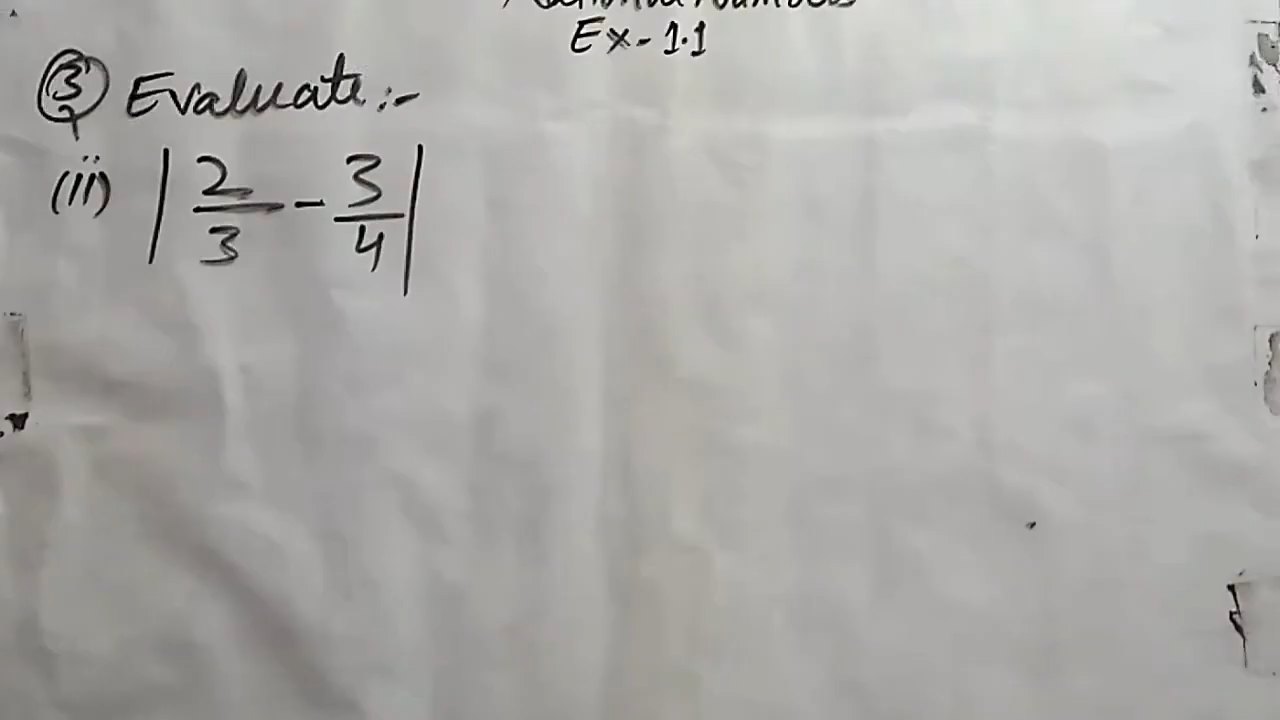 Ex-1.1
③ Evaluate:-
(ii) | 2/3 - 3/4 |